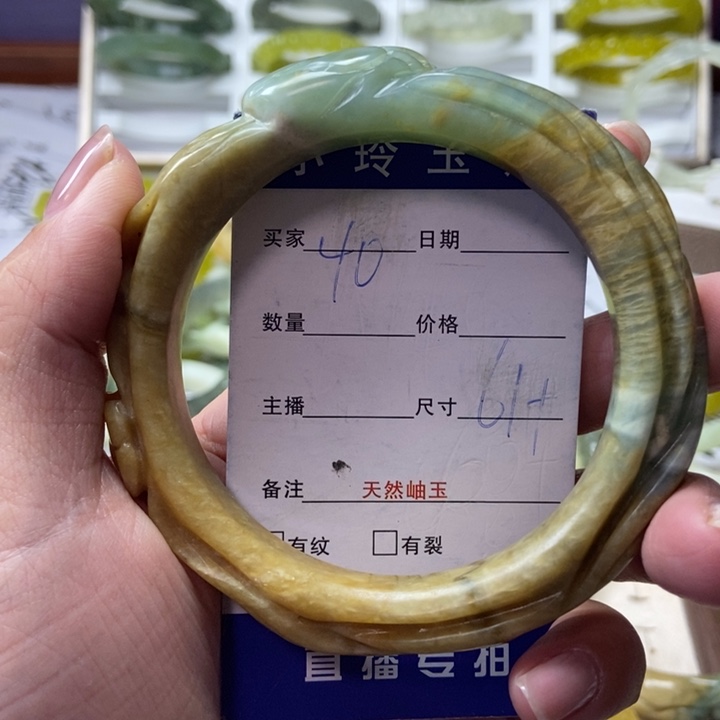 玲玉
买家 40 日期
数量 价格
主播 尺寸 61+
备注 天然岫玉
□有纹 □有裂
直播专拍